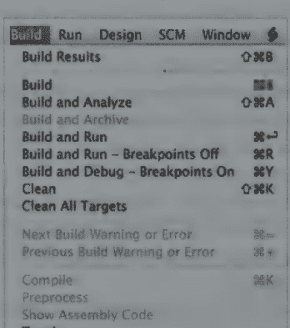 Build Run Design SCM Window
Build Results ⇧⌘B
Build
Build and Analyze ⇧⌘A
Build and Archive
Build and Run ⌘↩
Build and Run – Breakpoints Off ⌘R
Build and Debug – Breakpoints On ⌘Y
Clean ⇧⌘K
Clean All Targets
Next Build Warning or Error ⌘=
Previous Build Warning or Error ⌘+
Compile ⌘K
Preprocess
Show Assembly Code